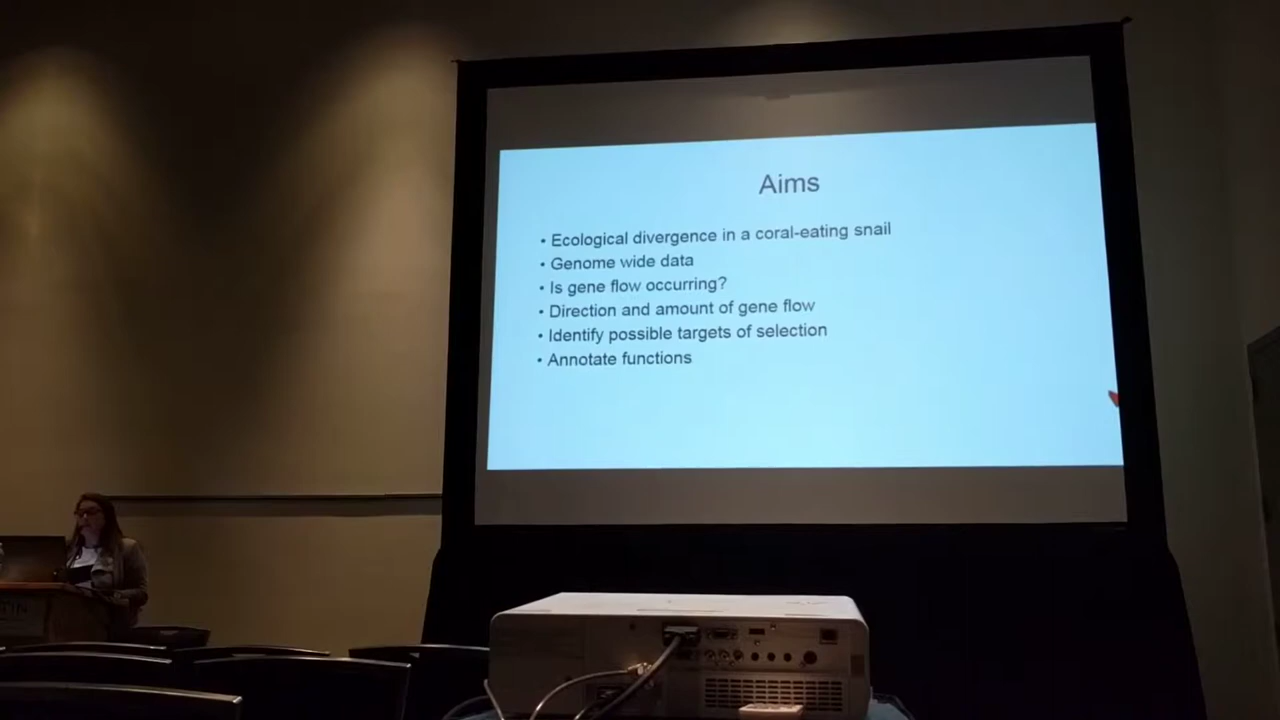 Aims
• Ecological divergence in a coral-eating snail
• Genome wide data
• Is gene flow occurring?
• Direction and amount of gene flow
• Identify possible targets of selection
• Annotate functions